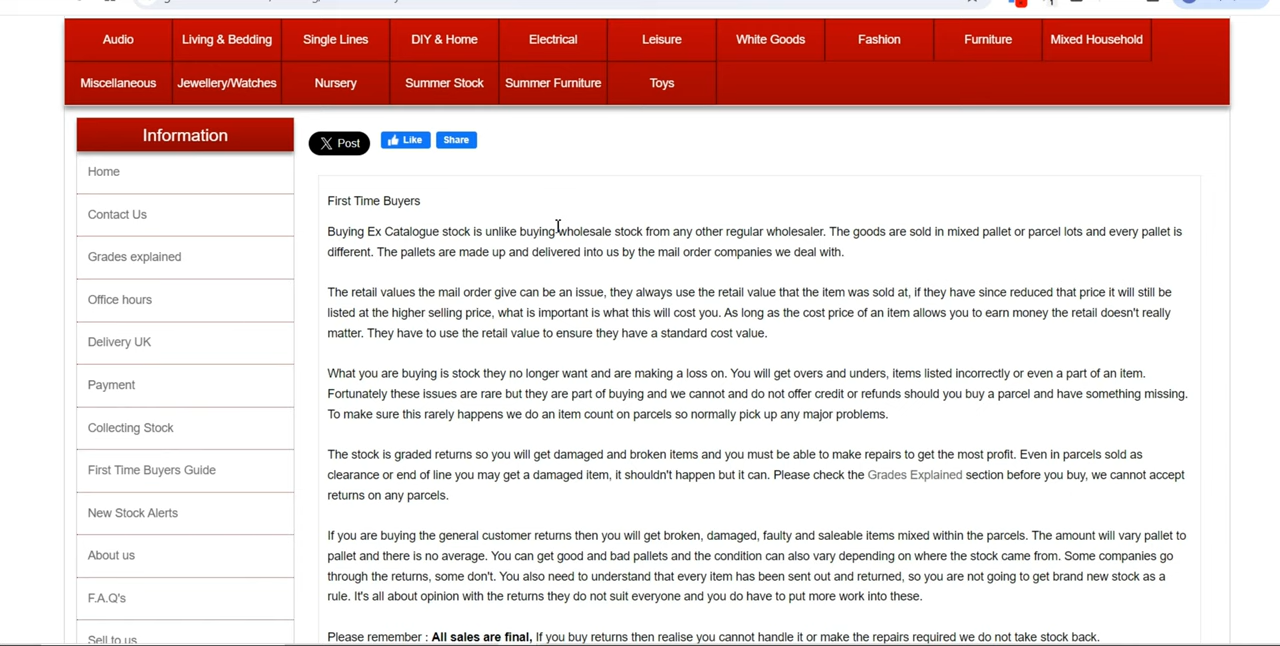 Audio Living & Bedding Single Lines DIY & Home Electrical Leisure White Goods Fashion Furniture Mixed Household
Miscellaneous Jewellery/Watches Nursery Summer Stock Summer Furniture Toys
Information
Home
Contact Us
Grades explained
Office hours
Delivery UK
Payment
Collecting Stock
First Time Buyers Guide
New Stock Alerts
About us
F.A.Q's
Sell to us
Post Like Share
First Time Buyers
Buying Ex Catalogue stock is unlike buying wholesale stock from any other regular wholesaler. The goods are sold in mixed pallet or parcel lots and every pallet is
different. The pallets are made up and delivered into us by the mail order companies we deal with.
The retail values the mail order give can be an issue, they always use the retail value that the item was sold at, if they have since reduced that price it will still be
listed at the higher selling price, what is important is what this will cost you. As long as the cost price of an item allows you to earn money the retail doesn't really
matter. They have to use the retail value to ensure they have a standard cost value.
What you are buying is stock they no longer want and are making a loss on. You will get overs and unders, items listed incorrectly or even a part of an item.
Fortunately these issues are rare but they are part of buying and we cannot and do not offer credit or refunds should you buy a parcel and have something missing.
To make sure this rarely happens we do an item count on parcels so normally pick up any major problems.
The stock is graded returns so you will get damaged and broken items and you must be able to make repairs to get the most profit. Even in parcels sold as
clearance or end of line you may get a damaged item, it shouldn't happen but it can. Please check the Grades Explained section before you buy, we cannot accept
returns on any parcels.
If you are buying the general customer returns then you will get broken, damaged, faulty and saleable items mixed within the parcels. The amount will vary pallet to
pallet and there is no average. You can get good and bad pallets and the condition can also vary depending on where the stock came from. Some companies go
through the returns, some don't. You also need to understand that every item has been sent out and returned, so you are not going to get brand new stock as a
rule. It's all about opinion with the returns they do not suit everyone and you do have to put more work into these.
Please remember : All sales are final, If you buy returns then realise you cannot handle it or make the repairs required we do not take stock back.